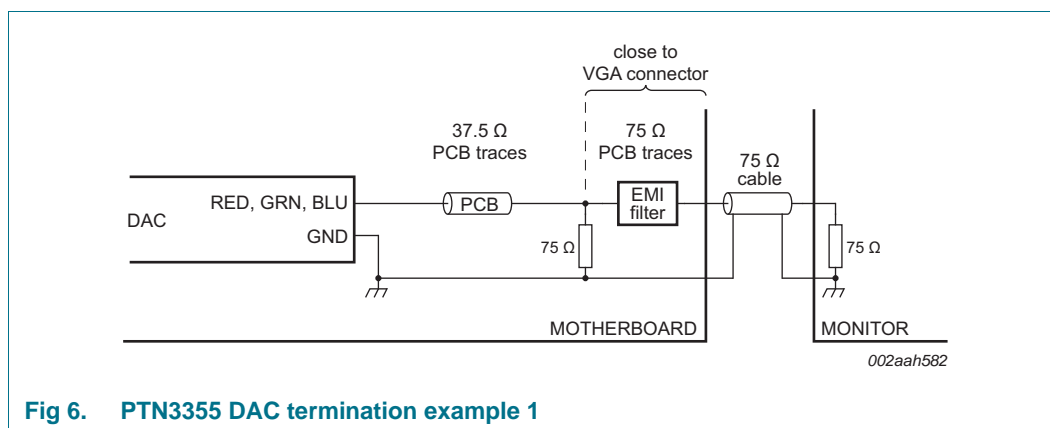 close to
VGA connector
37.5 Ω
PCB traces
75 Ω
PCB traces
75 Ω
cable
RED, GRN, BLU
PCB
EMI
filter
DAC
GND
75 Ω
75 Ω
MOTHERBOARD
MONITOR
002aah582
Fig 6. PTN3355 DAC termination example 1